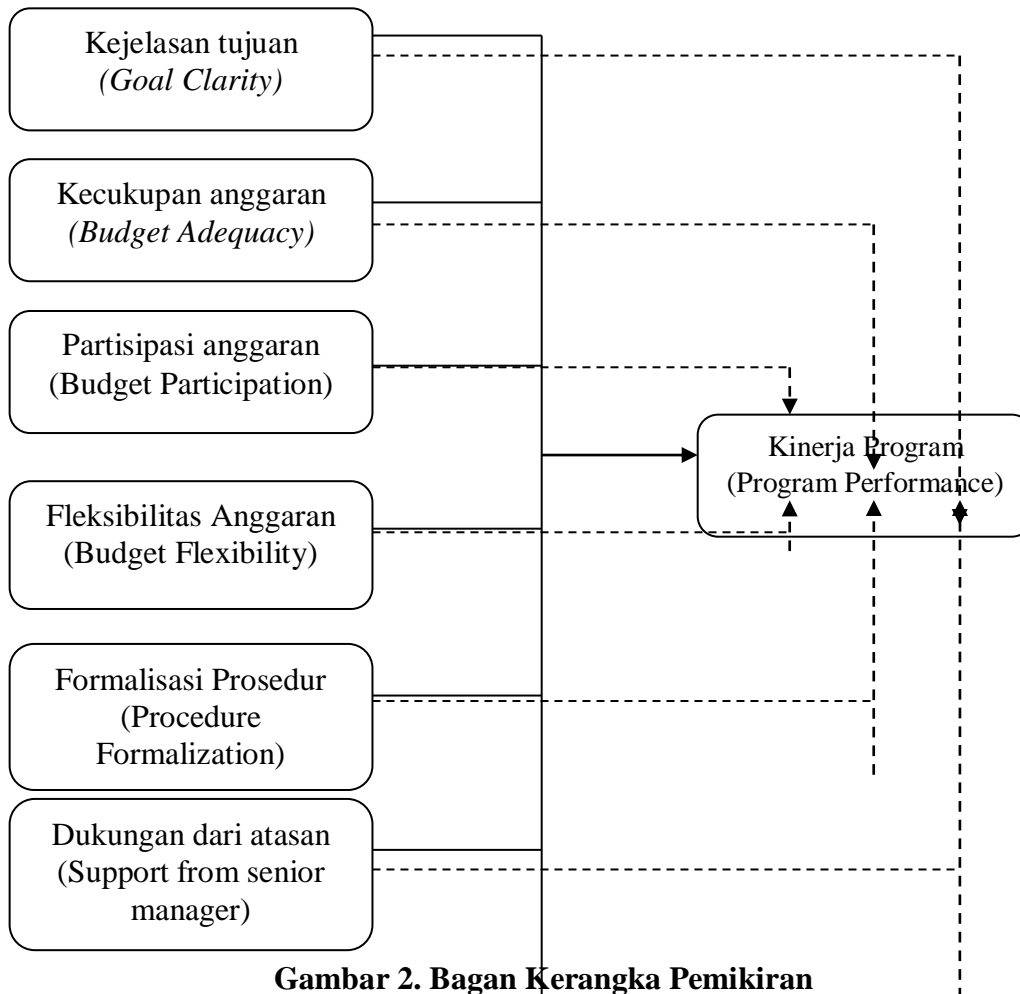 Kejelasan tujuan
(Goal Clarity)
Kecukupan anggaran
(Budget Adequacy)
Partisipasi anggaran
(Budget Participation)
Kinerja Program
(Program Performance)
Fleksibilitas Anggaran
(Budget Flexibility)
Formalisasi Prosedur
(Procedure
Formalization)
Dukungan dari atasan
(Support from senior
manager)
Gambar 2. Bagan Kerangka Pemikiran